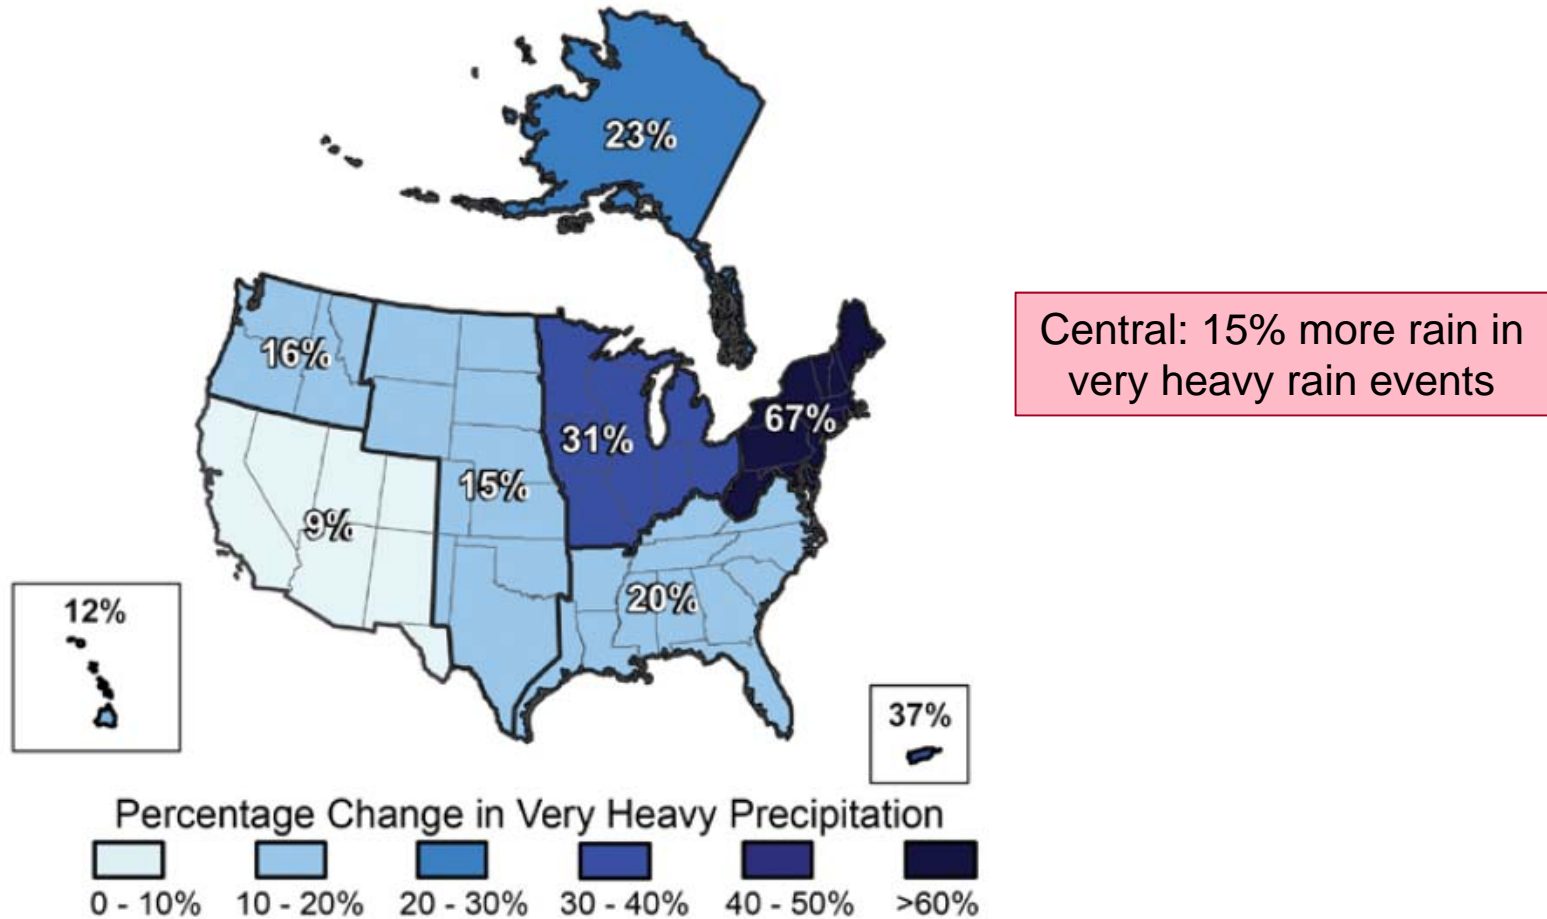 23%
16%
31%
67%
15%
9%
20%
12%
37%
Central: 15% more rain in
very heavy rain events
Percentage Change in Very Heavy Precipitation
0 - 10%
10 - 20%
20 - 30%
30 - 40%
40 - 50%
>60%